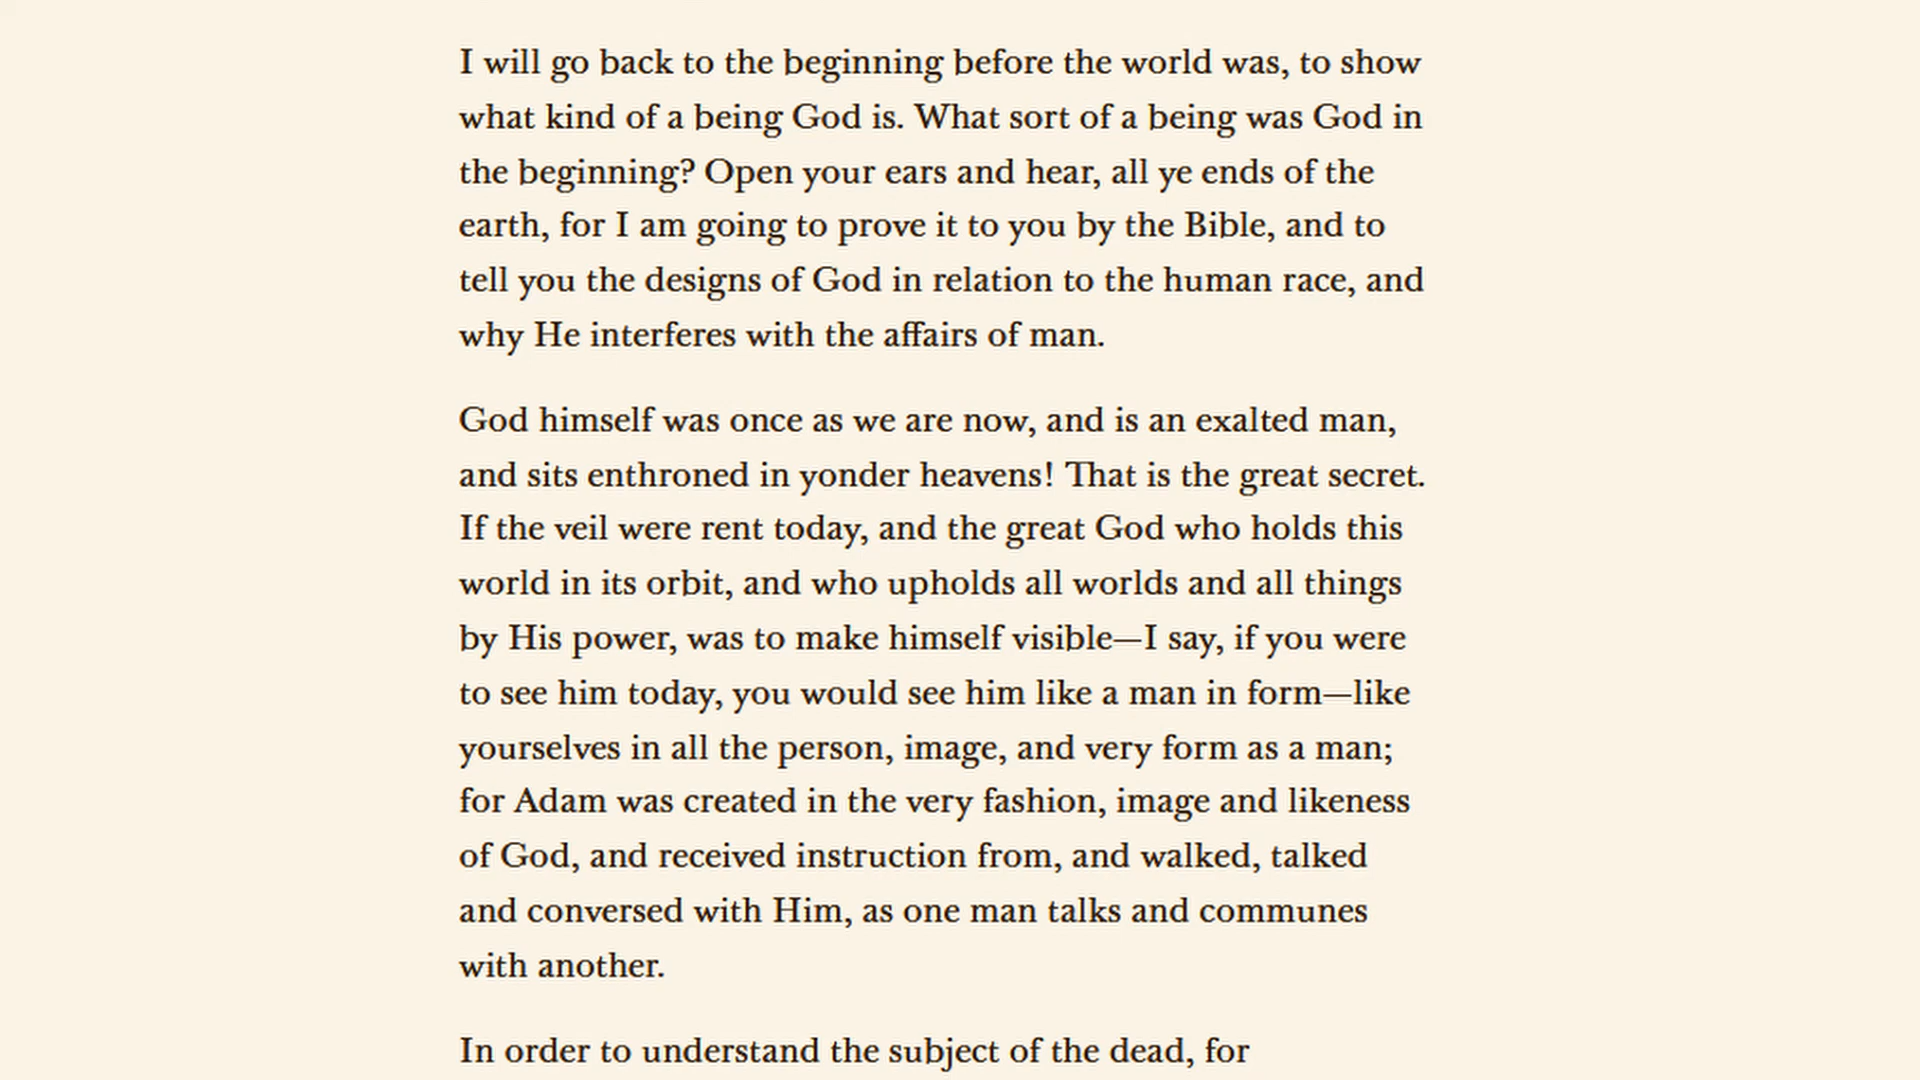 I will go back to the beginning before the world was, to show
what kind of a being God is. What sort of a being was God in
the beginning? Open your ears and hear, all ye ends of the
earth, for I am going to prove it to you by the Bible, and to
tell you the designs of God in relation to the human race, and
why He interferes with the affairs of man.
God himself was once as we are now, and is an exalted man,
and sits enthroned in yonder heavens! That is the great secret.
If the veil were rent today, and the great God who holds this
world in its orbit, and who upholds all worlds and all things
by His power, was to make himself visible—I say, if you were
to see him today, you would see him like a man in form—like
yourselves in all the person, image, and very form as a man;
for Adam was created in the very fashion, image and likeness
of God, and received instruction from, and walked, talked
and conversed with Him, as one man talks and communes
with another.
In order to understand the subject of the dead, for